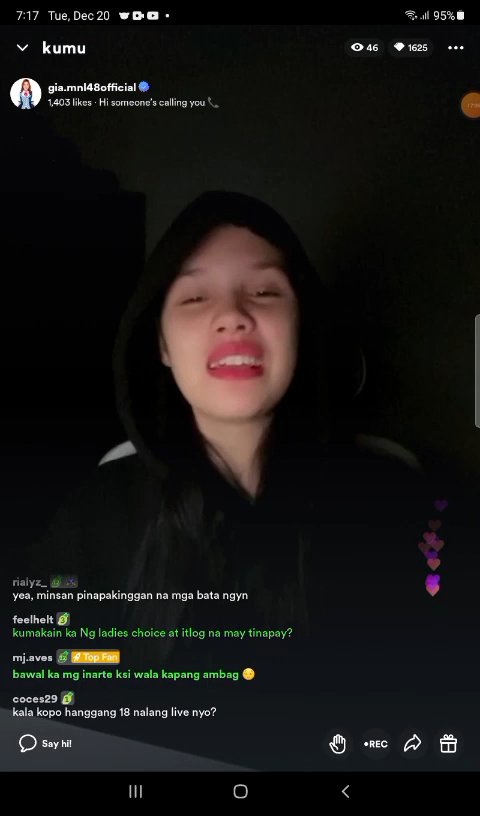 7:17 Tue, Dec 20 • 95%
kumu 46 1625
gia.mnl48official
1,403 likes · Hi someone's calling you 📞
rialyz_
yea, minsan pinapakinggan na mga bata ngyn
feelhelt
kumakain ka Ng ladies choice at itlog na may tinapay?
mj.aves Top Fan
bawal ka mg inarte ksi wala kapang ambag 😌
coces29
kala kopo hanggang 18 nalang live nyo?
Say hi! •REC